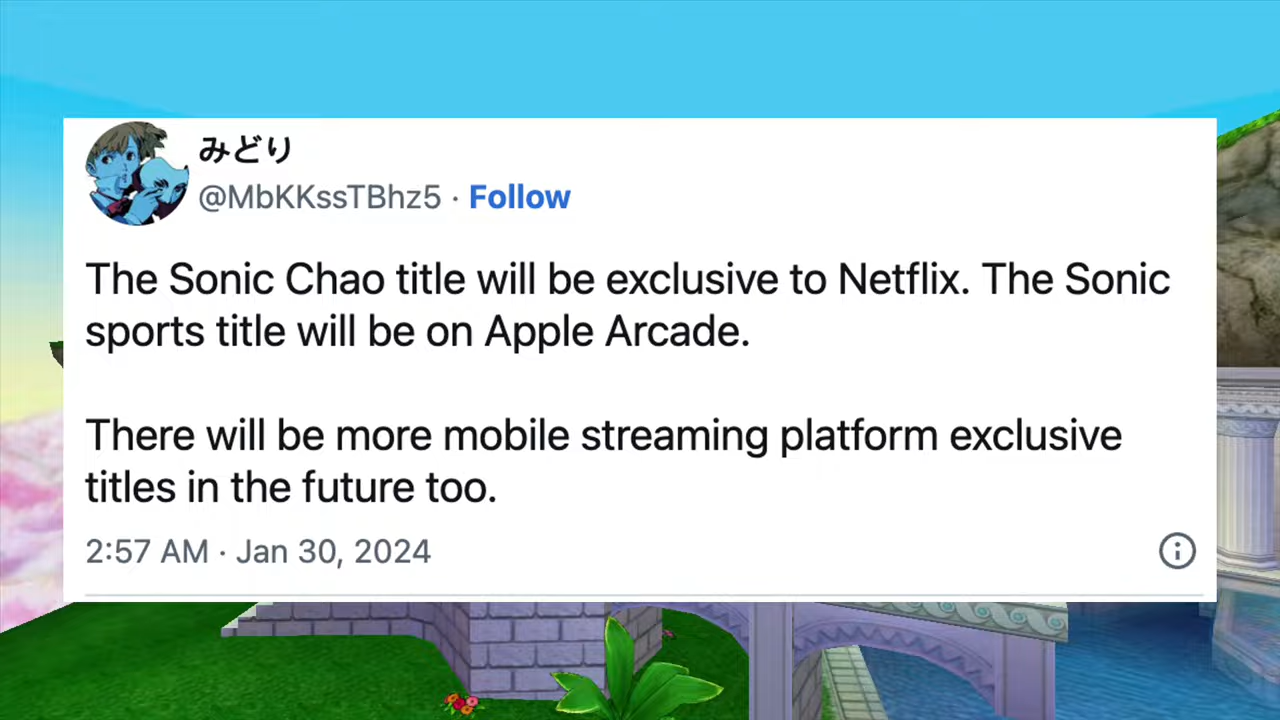 みどり
@MbKKssTBhz5 · Follow
The Sonic Chao title will be exclusive to Netflix. The Sonic
sports title will be on Apple Arcade.
There will be more mobile streaming platform exclusive
titles in the future too.
2:57 AM · Jan 30, 2024